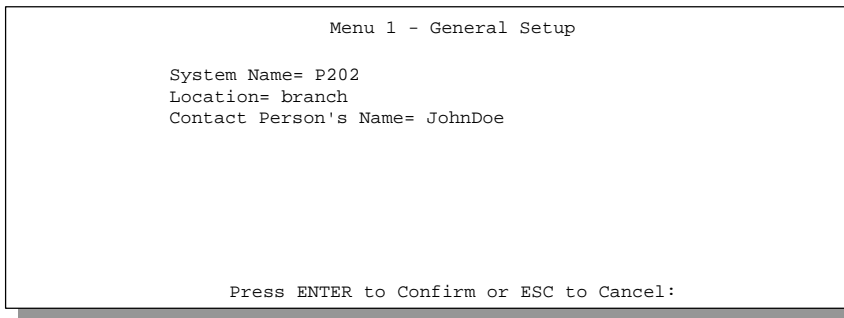 Menu 1 - General Setup
System Name= P202
Location= branch
Contact Person's Name= JohnDoe
Press ENTER to Confirm or ESC to Cancel: